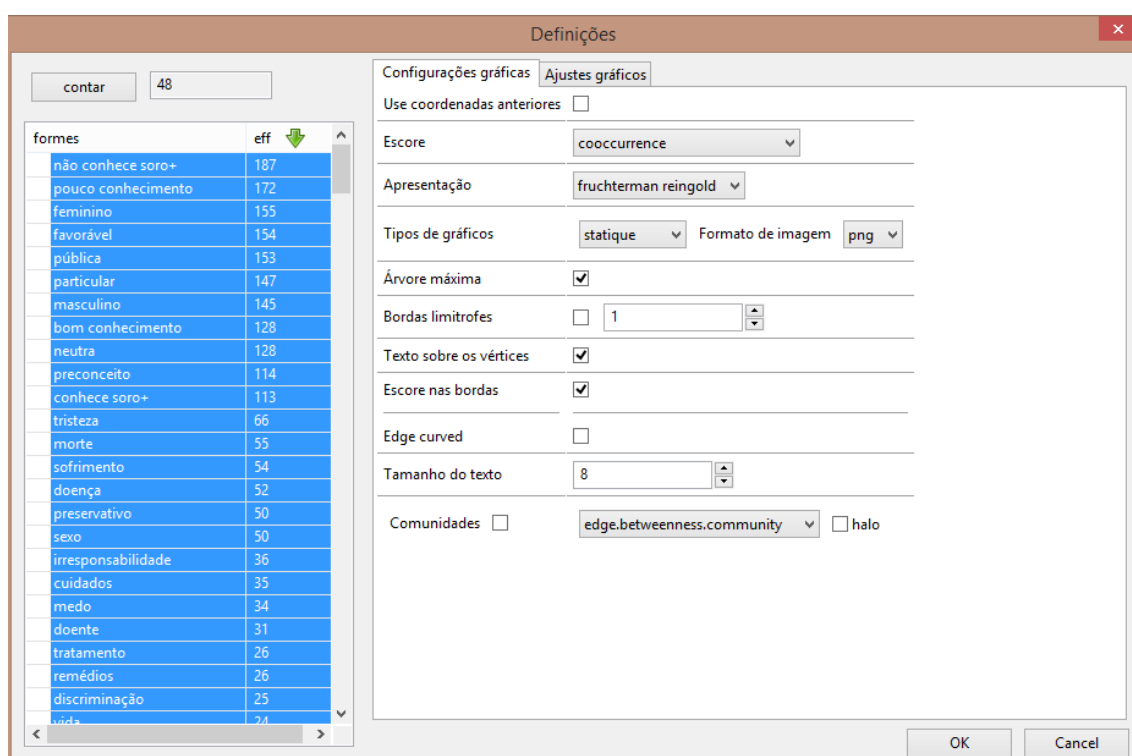 Definições
contar 48
formes eff
não conhece soro+ 187
pouco conhecimento 172
feminino 155
favorável 154
pública 153
particular 147
masculino 145
bom conhecimento 128
neutra 128
preconceito 114
conhece soro+ 113
tristeza 66
morte 55
sofrimento 54
doença 52
preservativo 50
sexo 50
irresponsabilidade 36
cuidados 35
medo 34
doente 31
tratamento 26
remédios 26
discriminação 25
vida 24
Configurações gráficas Ajustes gráficos
Use coordenadas anteriores
Escore cooccurrence
Apresentação fruchterman reingold
Tipos de gráficos statique Formato de imagem png
Árvore máxima
Bordas limitrofes 1
Texto sobre os vértices
Escore nas bordas
Edge curved
Tamanho do texto 8
Comunidades edge.betweenness.community halo
OK Cancel